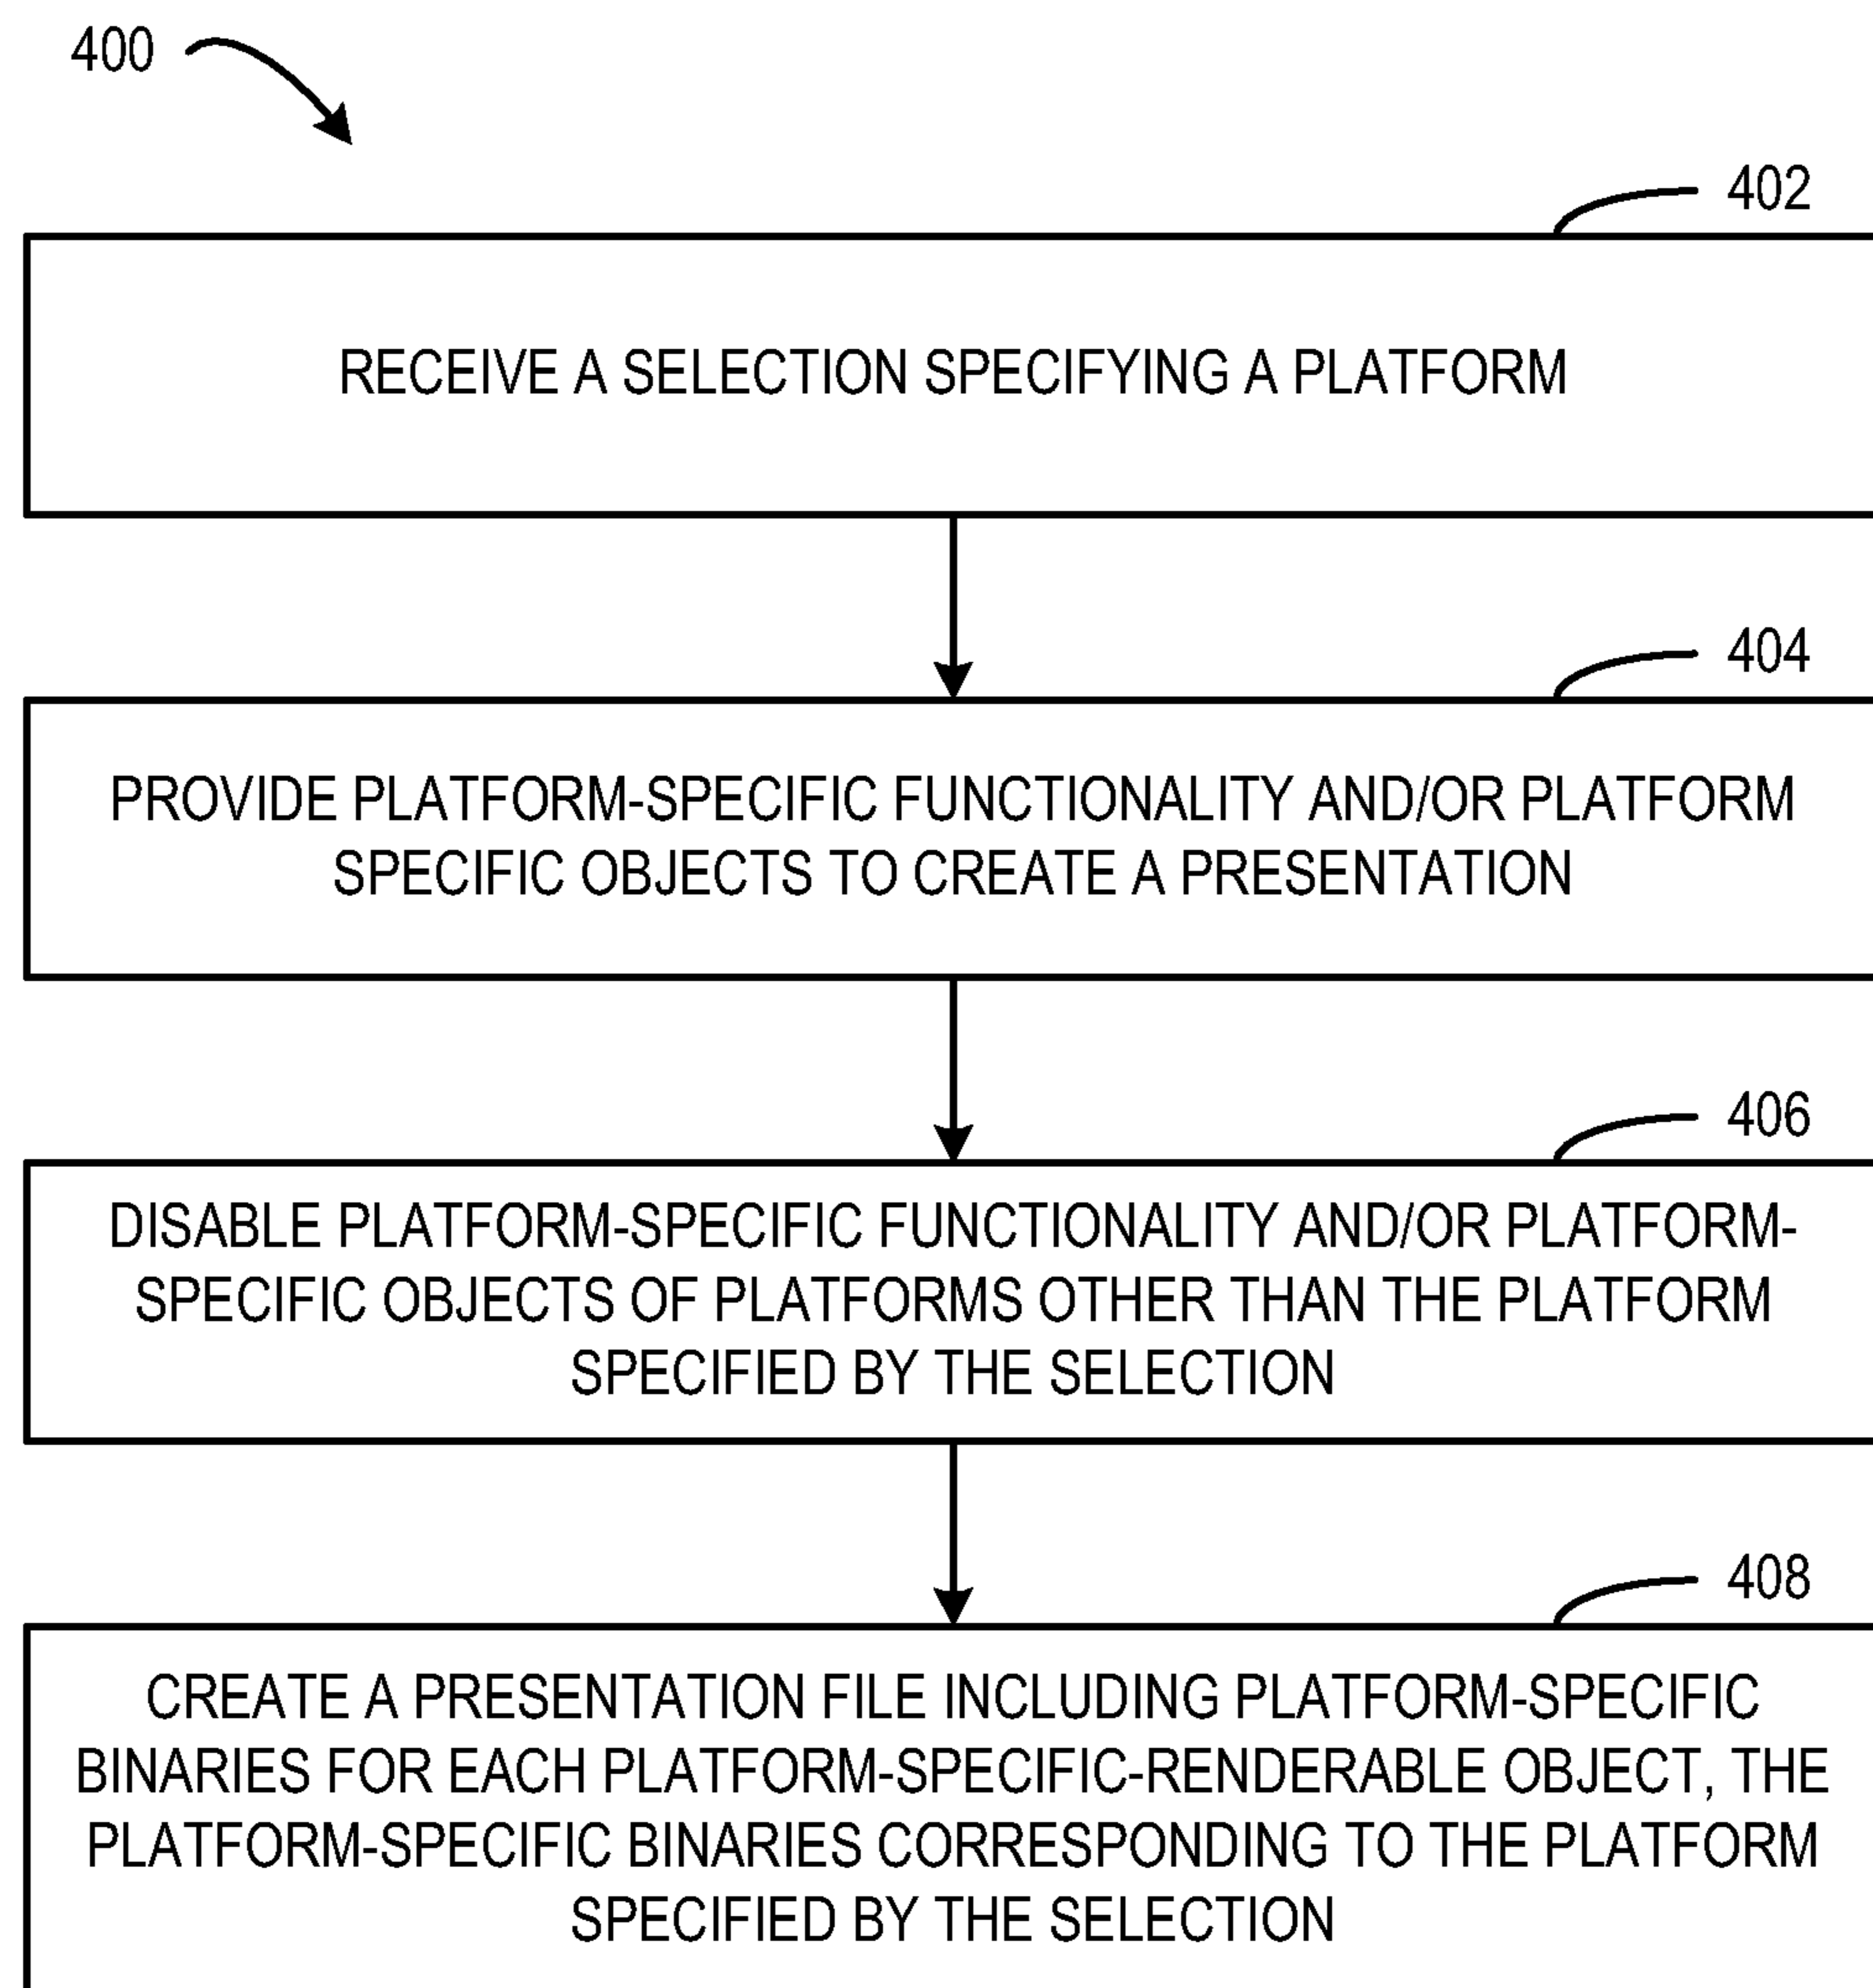 400
402
RECEIVE A SELECTION SPECIFYING A PLATFORM
404
PROVIDE PLATFORM-SPECIFIC FUNCTIONALITY AND/OR PLATFORM
SPECIFIC OBJECTS TO CREATE A PRESENTATION
406
DISABLE PLATFORM-SPECIFIC FUNCTIONALITY AND/OR PLATFORM-
SPECIFIC OBJECTS OF PLATFORMS OTHER THAN THE PLATFORM
SPECIFIED BY THE SELECTION
408
CREATE A PRESENTATION FILE INCLUDING PLATFORM-SPECIFIC
BINARIES FOR EACH PLATFORM-SPECIFIC-RENDERABLE OBJECT, THE
PLATFORM-SPECIFIC BINARIES CORRESPONDING TO THE PLATFORM
SPECIFIED BY THE SELECTION